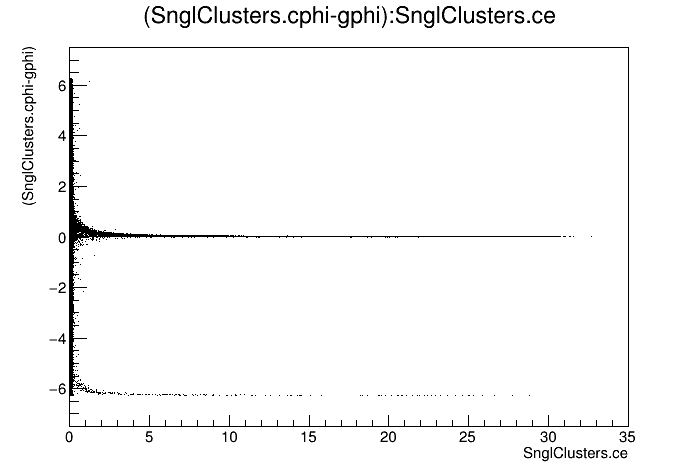 (SnglClusters.cphi-gphi):SnglClusters.ce
(SnglClusters.cphi-gphi)
6
4
2
0
−2
−4
−6
0 5 10 15 20 25 30 35
SnglClusters.ce